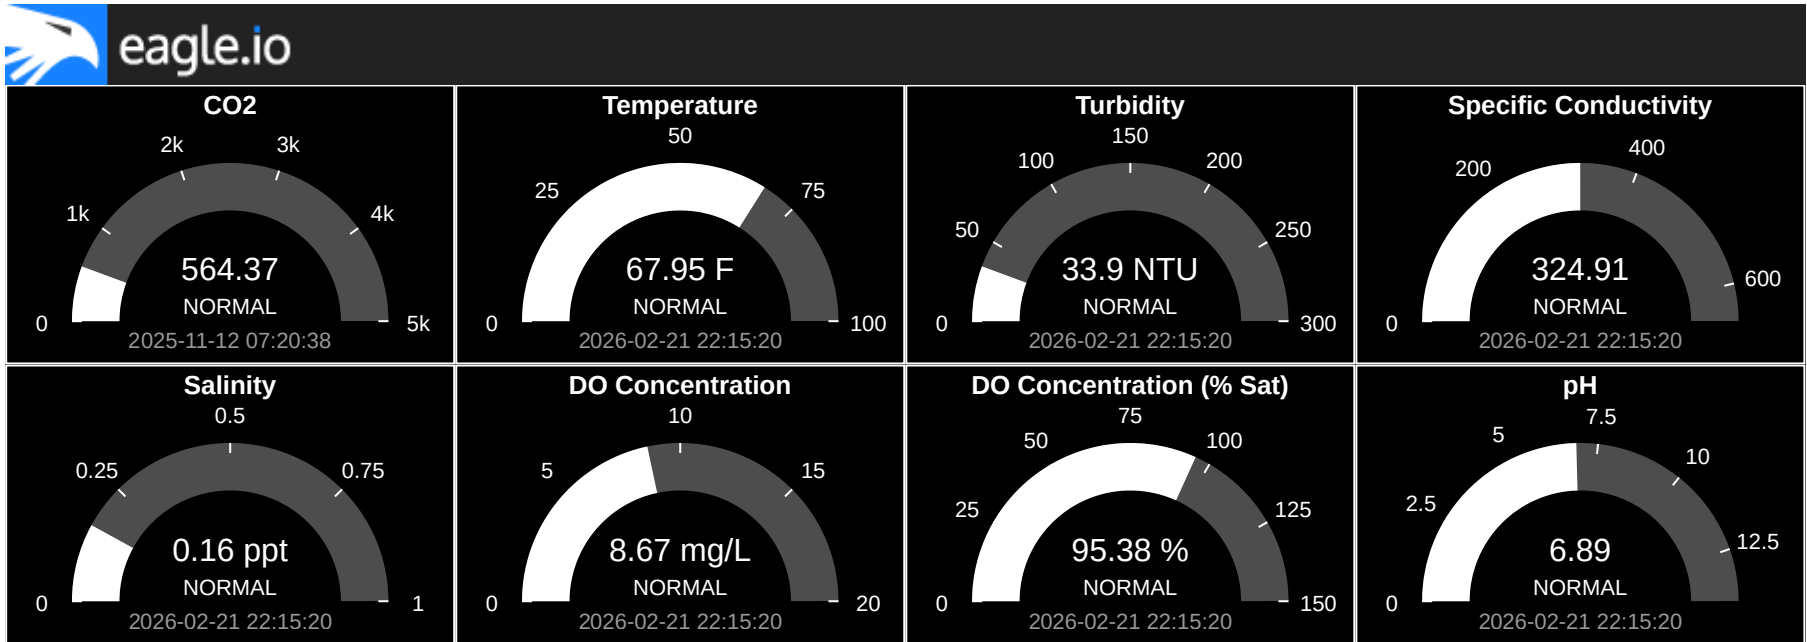 eagle.io
CO2
0
1k
2k
3k
4k
5k
564.37
NORMAL
2025-11-12 07:20:38
Temperature
0
25
50
75
100
67.95 F
NORMAL
2026-02-21 22:15:20
Turbidity
0
50
100
150
200
250
300
33.9 NTU
NORMAL
2026-02-21 22:15:20
Specific Conductivity
0
200
400
600
324.91
NORMAL
2026-02-21 22:15:20
Salinity
0
0.25
0.5
0.75
1
0.16 ppt
NORMAL
2026-02-21 22:15:20
DO Concentration
0
5
10
15
20
8.67 mg/L
NORMAL
2026-02-21 22:15:20
DO Concentration (% Sat)
0
25
50
75
100
125
150
95.38 %
NORMAL
2026-02-21 22:15:20
pH
0
2.5
5
7.5
10
12.5
6.89
NORMAL
2026-02-21 22:15:20